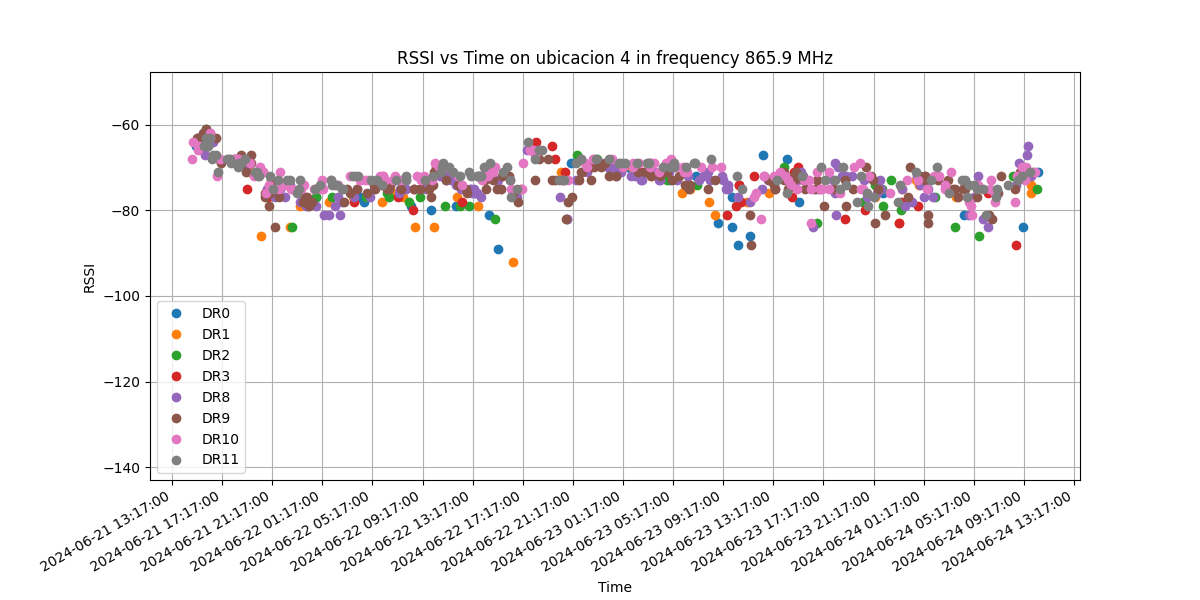 RSSI vs Time on ubicacion 4 in frequency 865.9 MHz
−60
−80
−100
−120
−140
RSSI
DR0
DR1
DR2
DR3
DR8
DR9
DR10
DR11
2024-06-21 13:17:00
2024-06-21 17:17:00
2024-06-21 21:17:00
2024-06-22 01:17:00
2024-06-22 05:17:00
2024-06-22 09:17:00
2024-06-22 13:17:00
2024-06-22 17:17:00
2024-06-22 21:17:00
2024-06-23 01:17:00
2024-06-23 05:17:00
2024-06-23 09:17:00
2024-06-23 13:17:00
2024-06-23 17:17:00
2024-06-23 21:17:00
2024-06-24 01:17:00
2024-06-24 05:17:00
2024-06-24 09:17:00
2024-06-24 13:17:00
Time